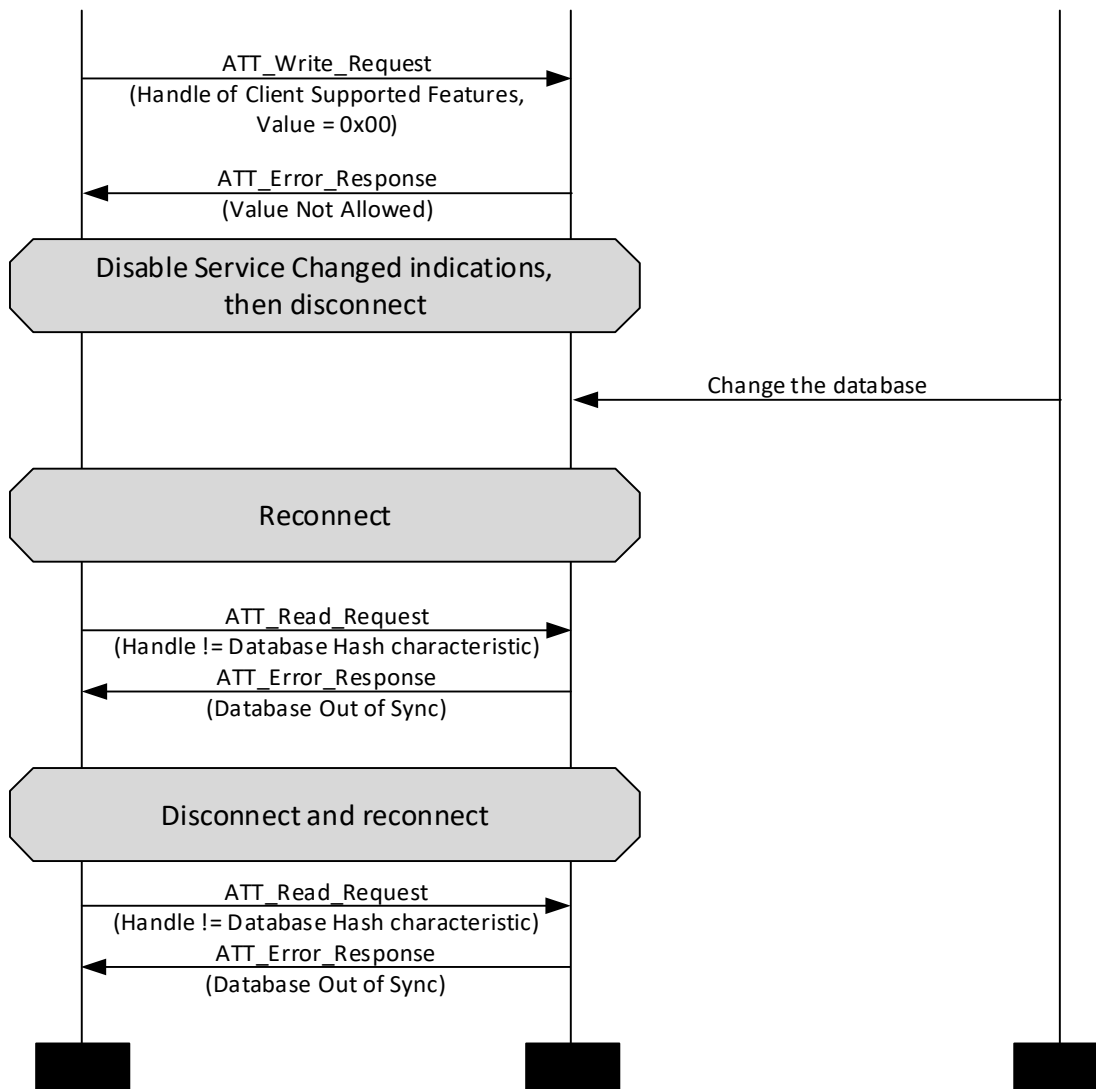 ATT_Write_Request
(Handle of Client Supported Features,
Value = 0x00)
ATT_Error_Response
(Value Not Allowed)
Disable Service Changed indications,
then disconnect
Change the database
Reconnect
ATT_Read_Request
(Handle != Database Hash characteristic)
ATT_Error_Response
(Database Out of Sync)
Disconnect and reconnect
ATT_Read_Request
(Handle != Database Hash characteristic)
ATT_Error_Response
(Database Out of Sync)